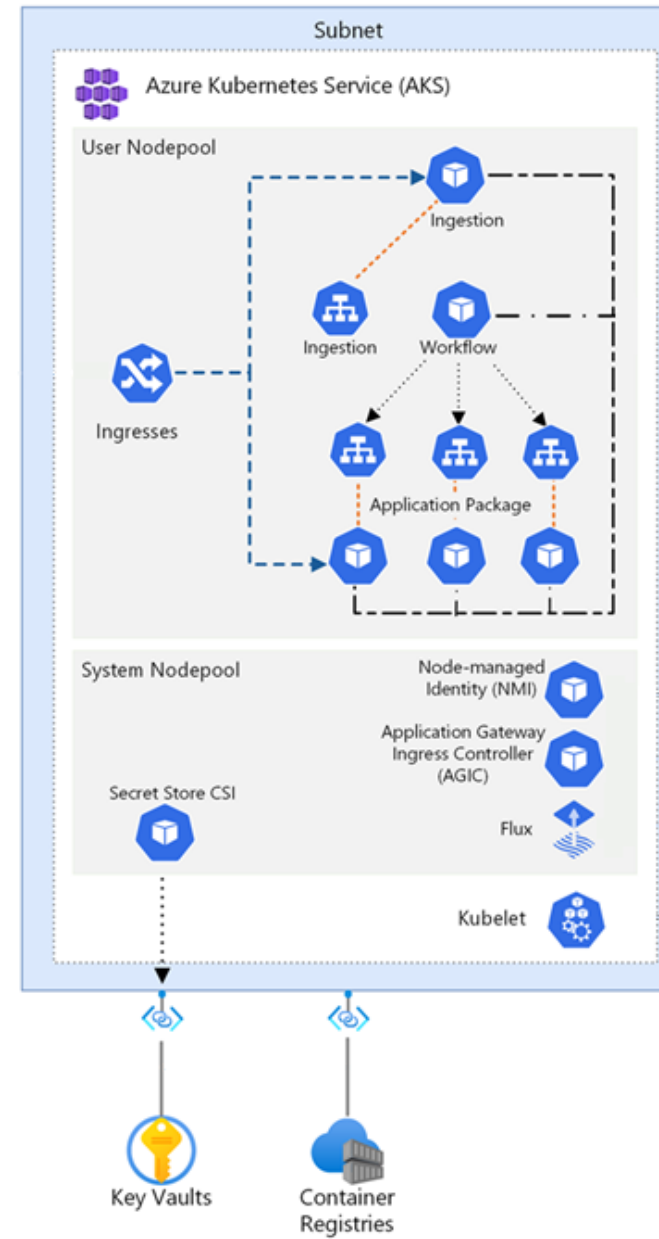 Subnet
Azure Kubernetes Service (AKS)
User Nodepool
Ingestion
Ingestion
Workflow
Ingresses
Application Package
System Nodepool
Node-managed
Identity (NMI)
Application Gateway
Ingress Controller
(AGIC)
Secret Store CSI
Flux
Kubelet
Key Vaults
Container
Registries